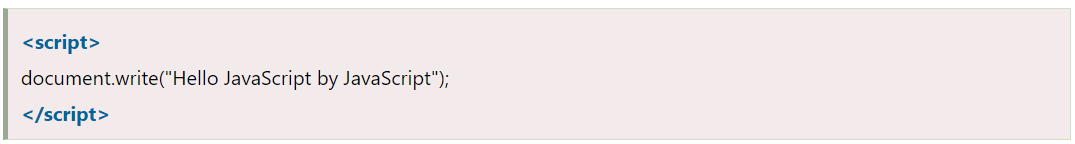 <script>
document.write("Hello JavaScript by JavaScript");
</script>